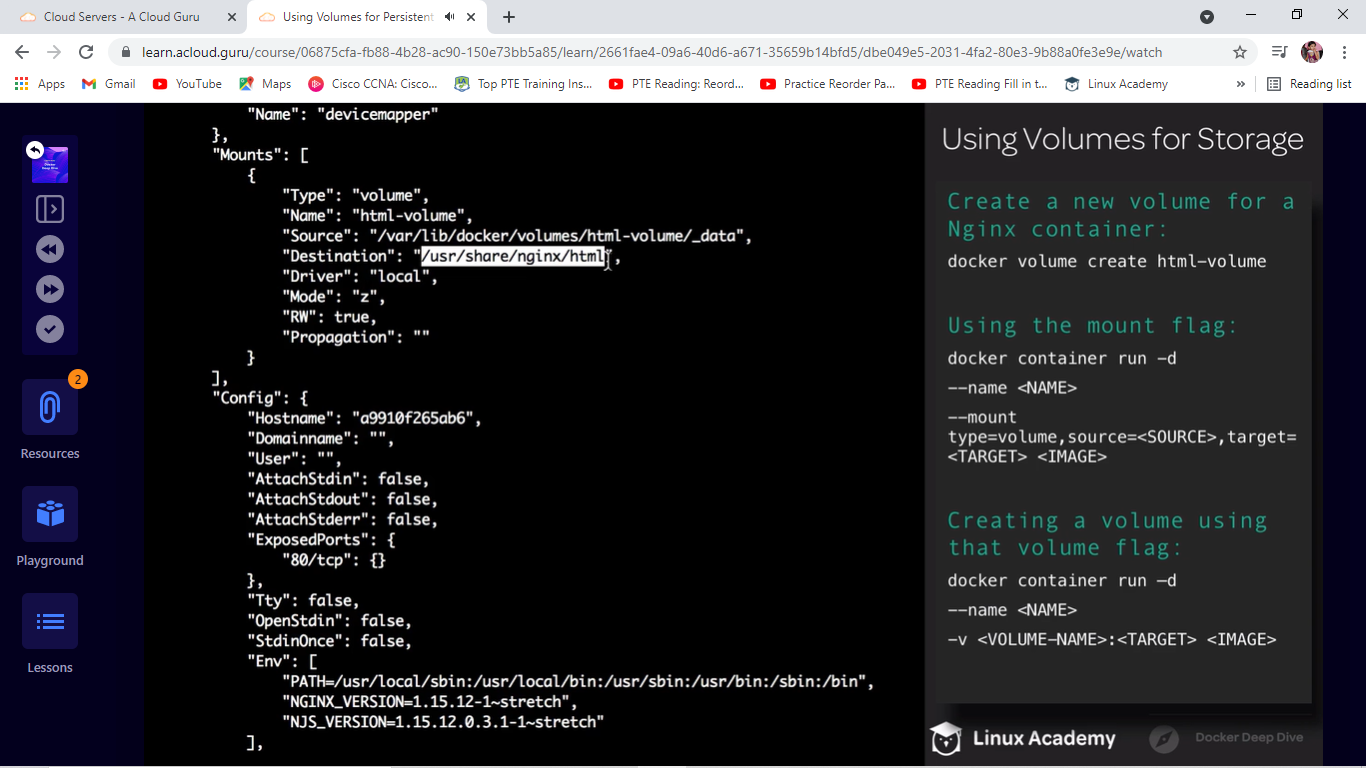 Cloud Servers - A Cloud Guru
Using Volumes for Persistent
learn.acloud.guru/course/06875cfa-fb88-4b28-ac90-150e73bb5a85/learn/2661fae4-09a6-40d6-a671-35659b14bfd5/dbe049e5-2031-4fa2-80e3-9b88a0fe3e9e/watch
Apps
Gmail
YouTube
Maps
Cisco CCNA: Cisco...
Top PTE Training Ins...
PTE Reading: Reord...
Practice Reorder Pa...
PTE Reading Fill in t...
Linux Academy
»
Reading list
Docker
Deep Dive
2
Resources
Playground
Lessons
"Name": "devicemapper"
},
"Mounts": [
{
"Type": "volume",
"Name": "html-volume",
"Source": "/var/lib/docker/volumes/html-volume/_data",
"Destination": "/usr/share/nginx/html",
"Driver": "local",
"Mode": "z",
"RW": true,
"Propagation": ""
}
],
"Config": {
"Hostname": "a9910f265ab6",
"Domainname": "",
"User": "",
"AttachStdin": false,
"AttachStdout": false,
"AttachStderr": false,
"ExposedPorts": {
"80/tcp": {}
},
"Tty": false,
"OpenStdin": false,
"StdinOnce": false,
"Env": [
"PATH=/usr/local/sbin:/usr/local/bin:/usr/sbin:/usr/bin:/sbin:/bin",
"NGINX_VERSION=1.15.12-1~stretch",
"NJS_VERSION=1.15.12.0.3.1-1~stretch"
],
Using Volumes for Storage
Create a new volume for a
Nginx container:
docker volume create html-volume
Using the mount flag:
docker container run -d
--name <NAME>
--mount
type=volume,source=<SOURCE>,target=
<TARGET> <IMAGE>
Creating a volume using
that volume flag:
docker container run -d
--name <NAME>
-v <VOLUME-NAME>:<TARGET> <IMAGE>
Linux Academy
Docker Deep Dive